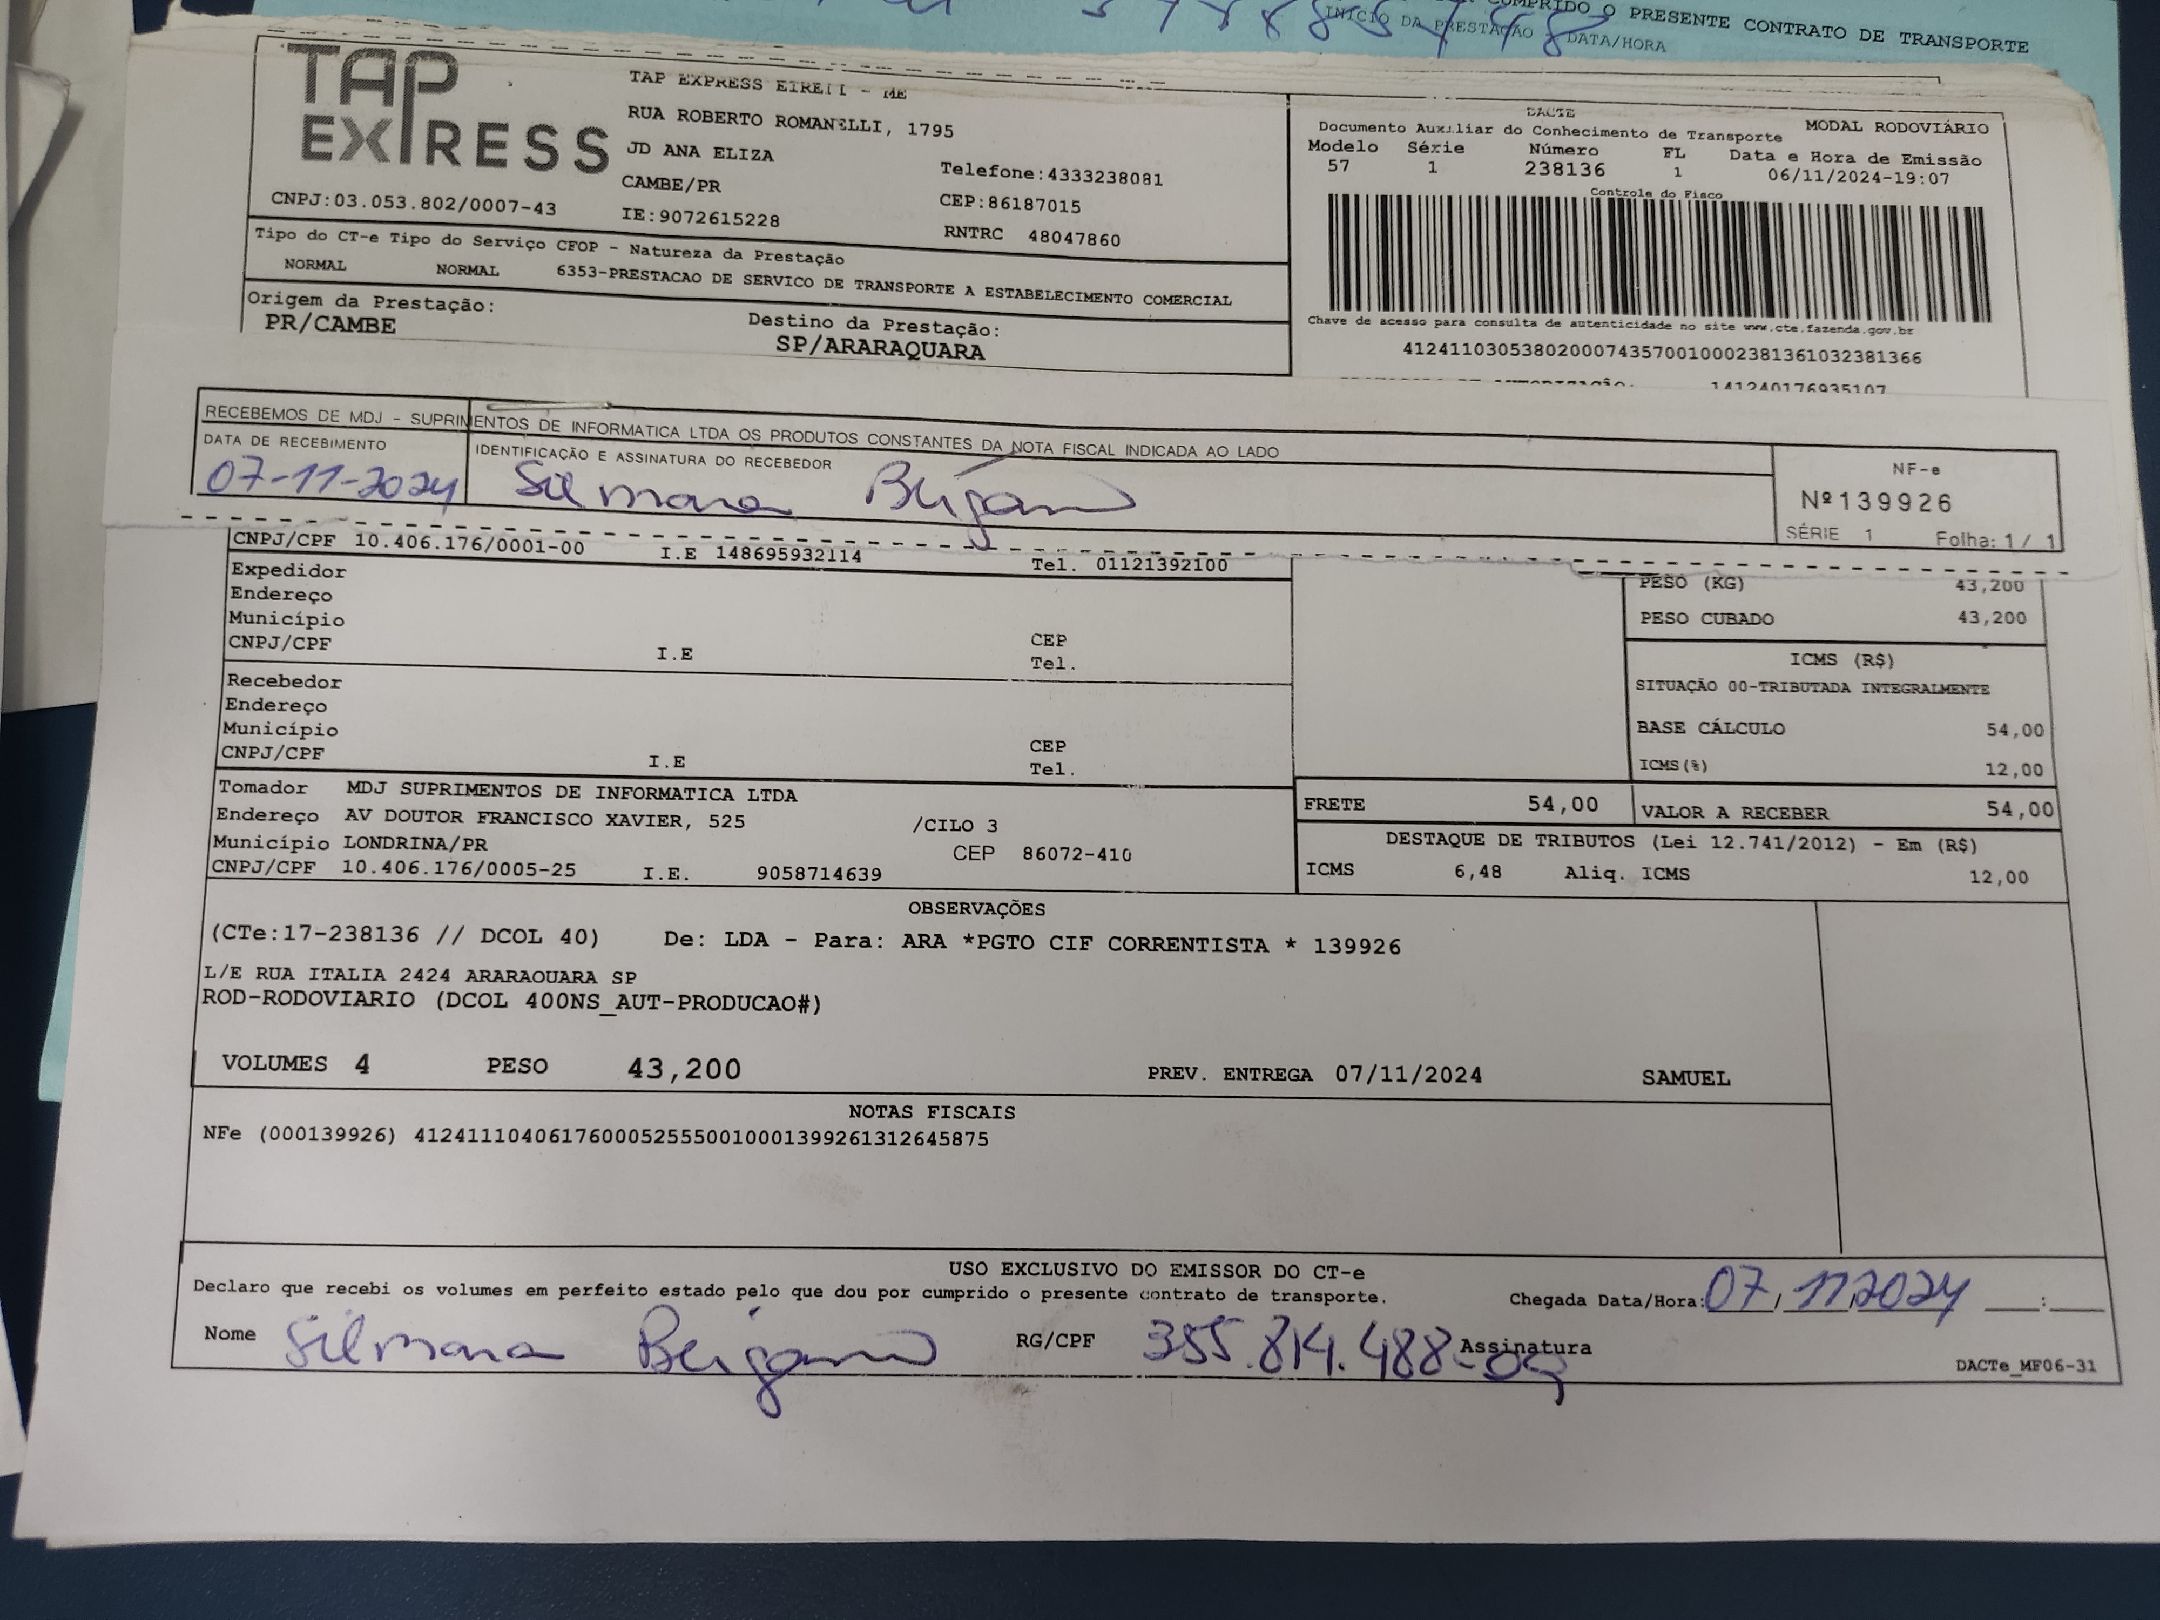 CUMPRIDO O PRESENTE CONTRATO DE TRANSPORTE
INICIO DA PRESTAÇÃO DATA/HORA
TAP EXPRESS
TAP EXPRESS EIRELI - ME
RUA ROBERTO ROMANELLI, 1795
JD ANA ELIZA
CAMBE/PR
Telefone:4333238081
CEP:86187015
CNPJ:03.053.802/0007-43
IE:9072615228
RNTRC 48047860
DACTE
Documento Auxiliar do Conhecimento de Transporte
MODAL RODOVIÁRIO
Modelo Série Número FL Data e Hora de Emissão
57 1 238136 1 06/11/2024-19:07
Controle do Fisco
Chave de acesso para consulta de autenticidade no site www.cte.fazenda.gov.br
41241103053802000743570010002381361032381366
141240176935107
Tipo do CT-e Tipo do Serviço CFOP - Natureza da Prestação
NORMAL NORMAL 6353-PRESTACAO DE SERVICO DE TRANSPORTE A ESTABELECIMENTO COMERCIAL
Origem da Prestação: Destino da Prestação:
PR/CAMBE SP/ARARAQUARA
RECEBEMOS DE MDJ - SUPRIMENTOS DE INFORMATICA LTDA OS PRODUTOS CONSTANTES DA NOTA FISCAL INDICADA AO LADO
DATA DE RECEBIMENTO IDENTIFICAÇÃO E ASSINATURA DO RECEBEDOR
07-11-2024 Silmara
NF-e
Nº139926
SÉRIE 1 Folha: 1 / 1
CNPJ/CPF 10.406.176/0001-00 I.E 148695932114 Tel. 01121392100
Expedidor
Endereço
Município CEP
CNPJ/CPF I.E Tel.
Recebedor
Endereço
Município CEP
CNPJ/CPF I.E Tel.
PESO (KG) 43,200
PESO CUBADO 43,200
ICMS (R$)
SITUAÇÃO 00-TRIBUTADA INTEGRALMENTE
BASE CÁLCULO 54,00
ICMS(%) 12,00
Tomador MDJ SUPRIMENTOS DE INFORMATICA LTDA
Endereço AV DOUTOR FRANCISCO XAVIER, 525 /CILO 3
Município LONDRINA/PR CEP 86072-410
CNPJ/CPF 10.406.176/0005-25 I.E. 9058714639
FRETE 54,00 VALOR A RECEBER 54,00
DESTAQUE DE TRIBUTOS (Lei 12.741/2012) - Em (R$)
ICMS 6,48 Aliq. ICMS 12,00
OBSERVAÇÕES
(CTe:17-238136 // DCOL 40) De: LDA - Para: ARA *PGTO CIF CORRENTISTA * 139926
L/E RUA ITALIA 2424 ARARAQUARA SP
ROD-RODOVIARIO (DCOL 400NS_AUT-PRODUCAO#)
VOLUMES 4 PESO 43,200 PREV. ENTREGA 07/11/2024 SAMUEL
NOTAS FISCAIS
NFe (000139926) 41241110406176000525550010001399261312645875
USO EXCLUSIVO DO EMISSOR DO CT-e
Declaro que recebi os volumes em perfeito estado pelo que dou por cumprido o presente contrato de transporte.
Chegada Data/Hora: 07/11/2024 __:__
Nome Silmara RG/CPF 355.814.488-09 Assinatura
DACTe_MF06-31